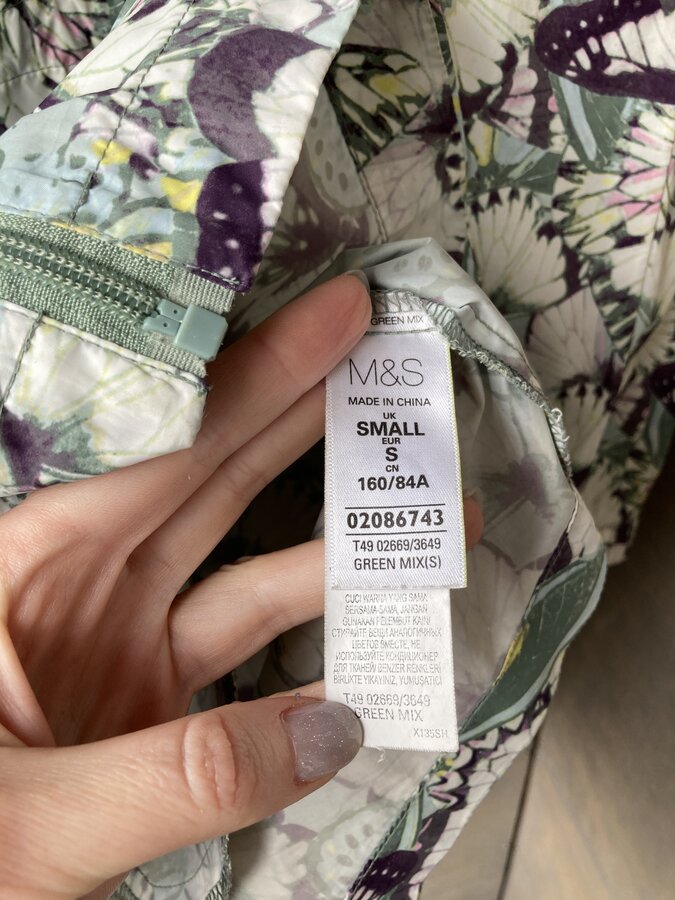 GREEN MIX
M&S
MADE IN CHINA
UK
SMALL
EUR
S
CN
160/84A
02086743
T49 02669/3649
GREEN MIX(S)
CUCI WARNA YANG SAMA
BERSAMA-SAMA, JANGAN
GUNAKAN PELEMBUT KAIN/
СТИРАЙТЕ ВЕЩИ АНАЛОГИЧНЫХ
ЦВЕТОВ ВМЕСТЕ, НЕ
ИСПОЛЬЗУЙТЕ КОНДИЦИОНЕР
ДЛЯ ТКАНЕЙ/ BENZER RENKLERİ
BİRLİKTE YIKAYINIZ, YUMUŞATICI
T49 02669/3649
GREEN MIX
X135SH